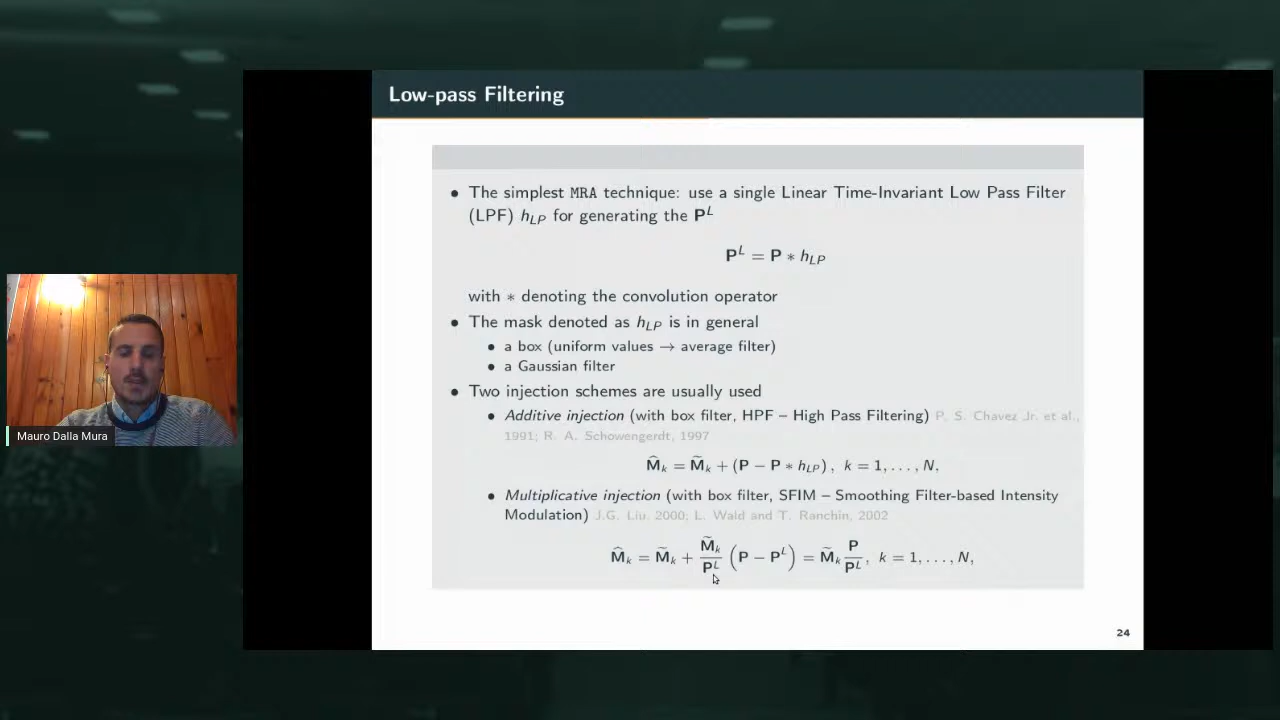 Low-pass Filtering
• The simplest MRA technique: use a single Linear Time-Invariant Low Pass Filter
(LPF) h_LP for generating the P^L
P^L = P ∗ h_LP
with ∗ denoting the convolution operator
• The mask denoted as h_LP is in general
• a box (uniform values → average filter)
• a Gaussian filter
• Two injection schemes are usually used
• Additive injection (with box filter, HPF – High Pass Filtering) P. S. Chavez Jr. et al.,
1991; R. A. Schowengerdt, 1997
M̂_k = M̃_k + (P − P ∗ h_LP), k = 1, . . . , N,
• Multiplicative injection (with box filter, SFIM – Smoothing Filter-based Intensity
Modulation) J.G. Liu. 2000; L. Wald and T. Ranchin, 2002
M̂_k = M̃_k + M̃_k/P^L (P − P^L) = M̃_k P/P^L, k = 1, . . . , N,
24
Mauro Dalla Mura